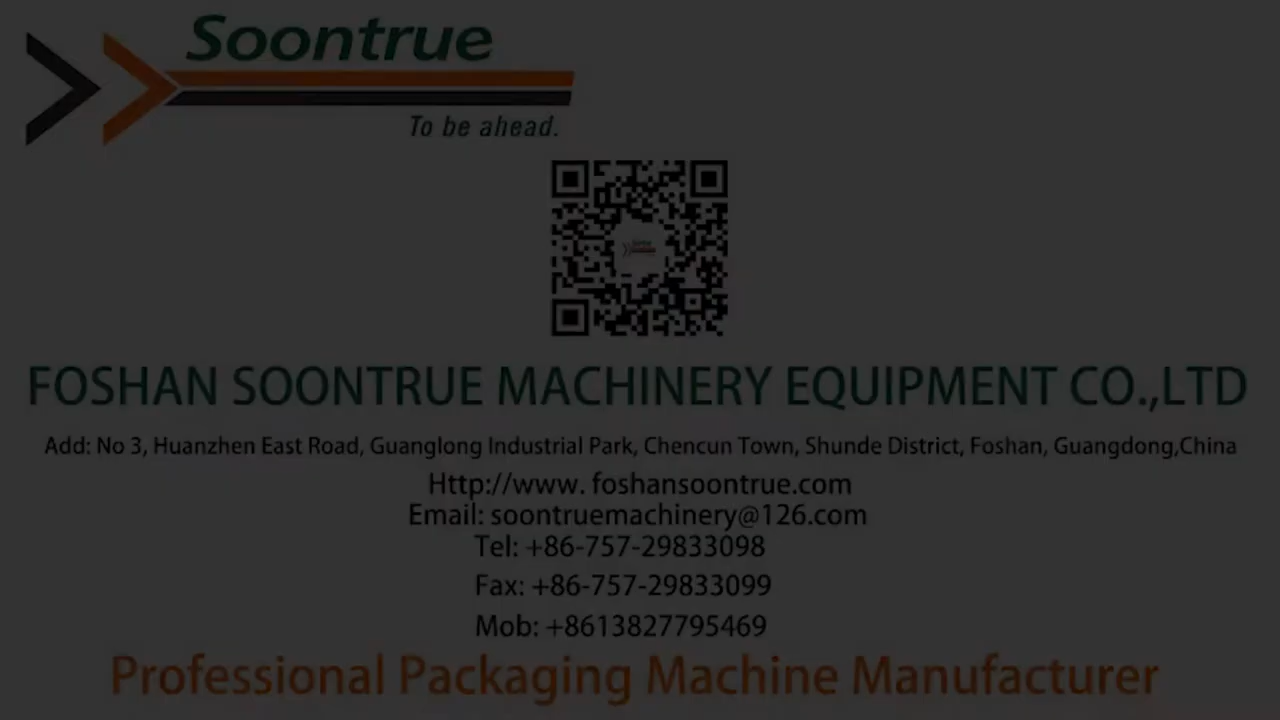 Soontrue
To be ahead.
FOSHAN SOONTRUE MACHINERY EQUIPMENT CO.,LTD
Add: No 3, Huanzhen East Road, Guanglong Industrial Park, Chencun Town, Shunde District, Foshan, Guangdong,China
Http://www. foshansoontrue.com
Email: soontruemachinery@126.com
Tel: +86-757-29833098
Fax: +86-757-29833099
Mob: +8613827795469
Professional Packaging Machine Manufacturer